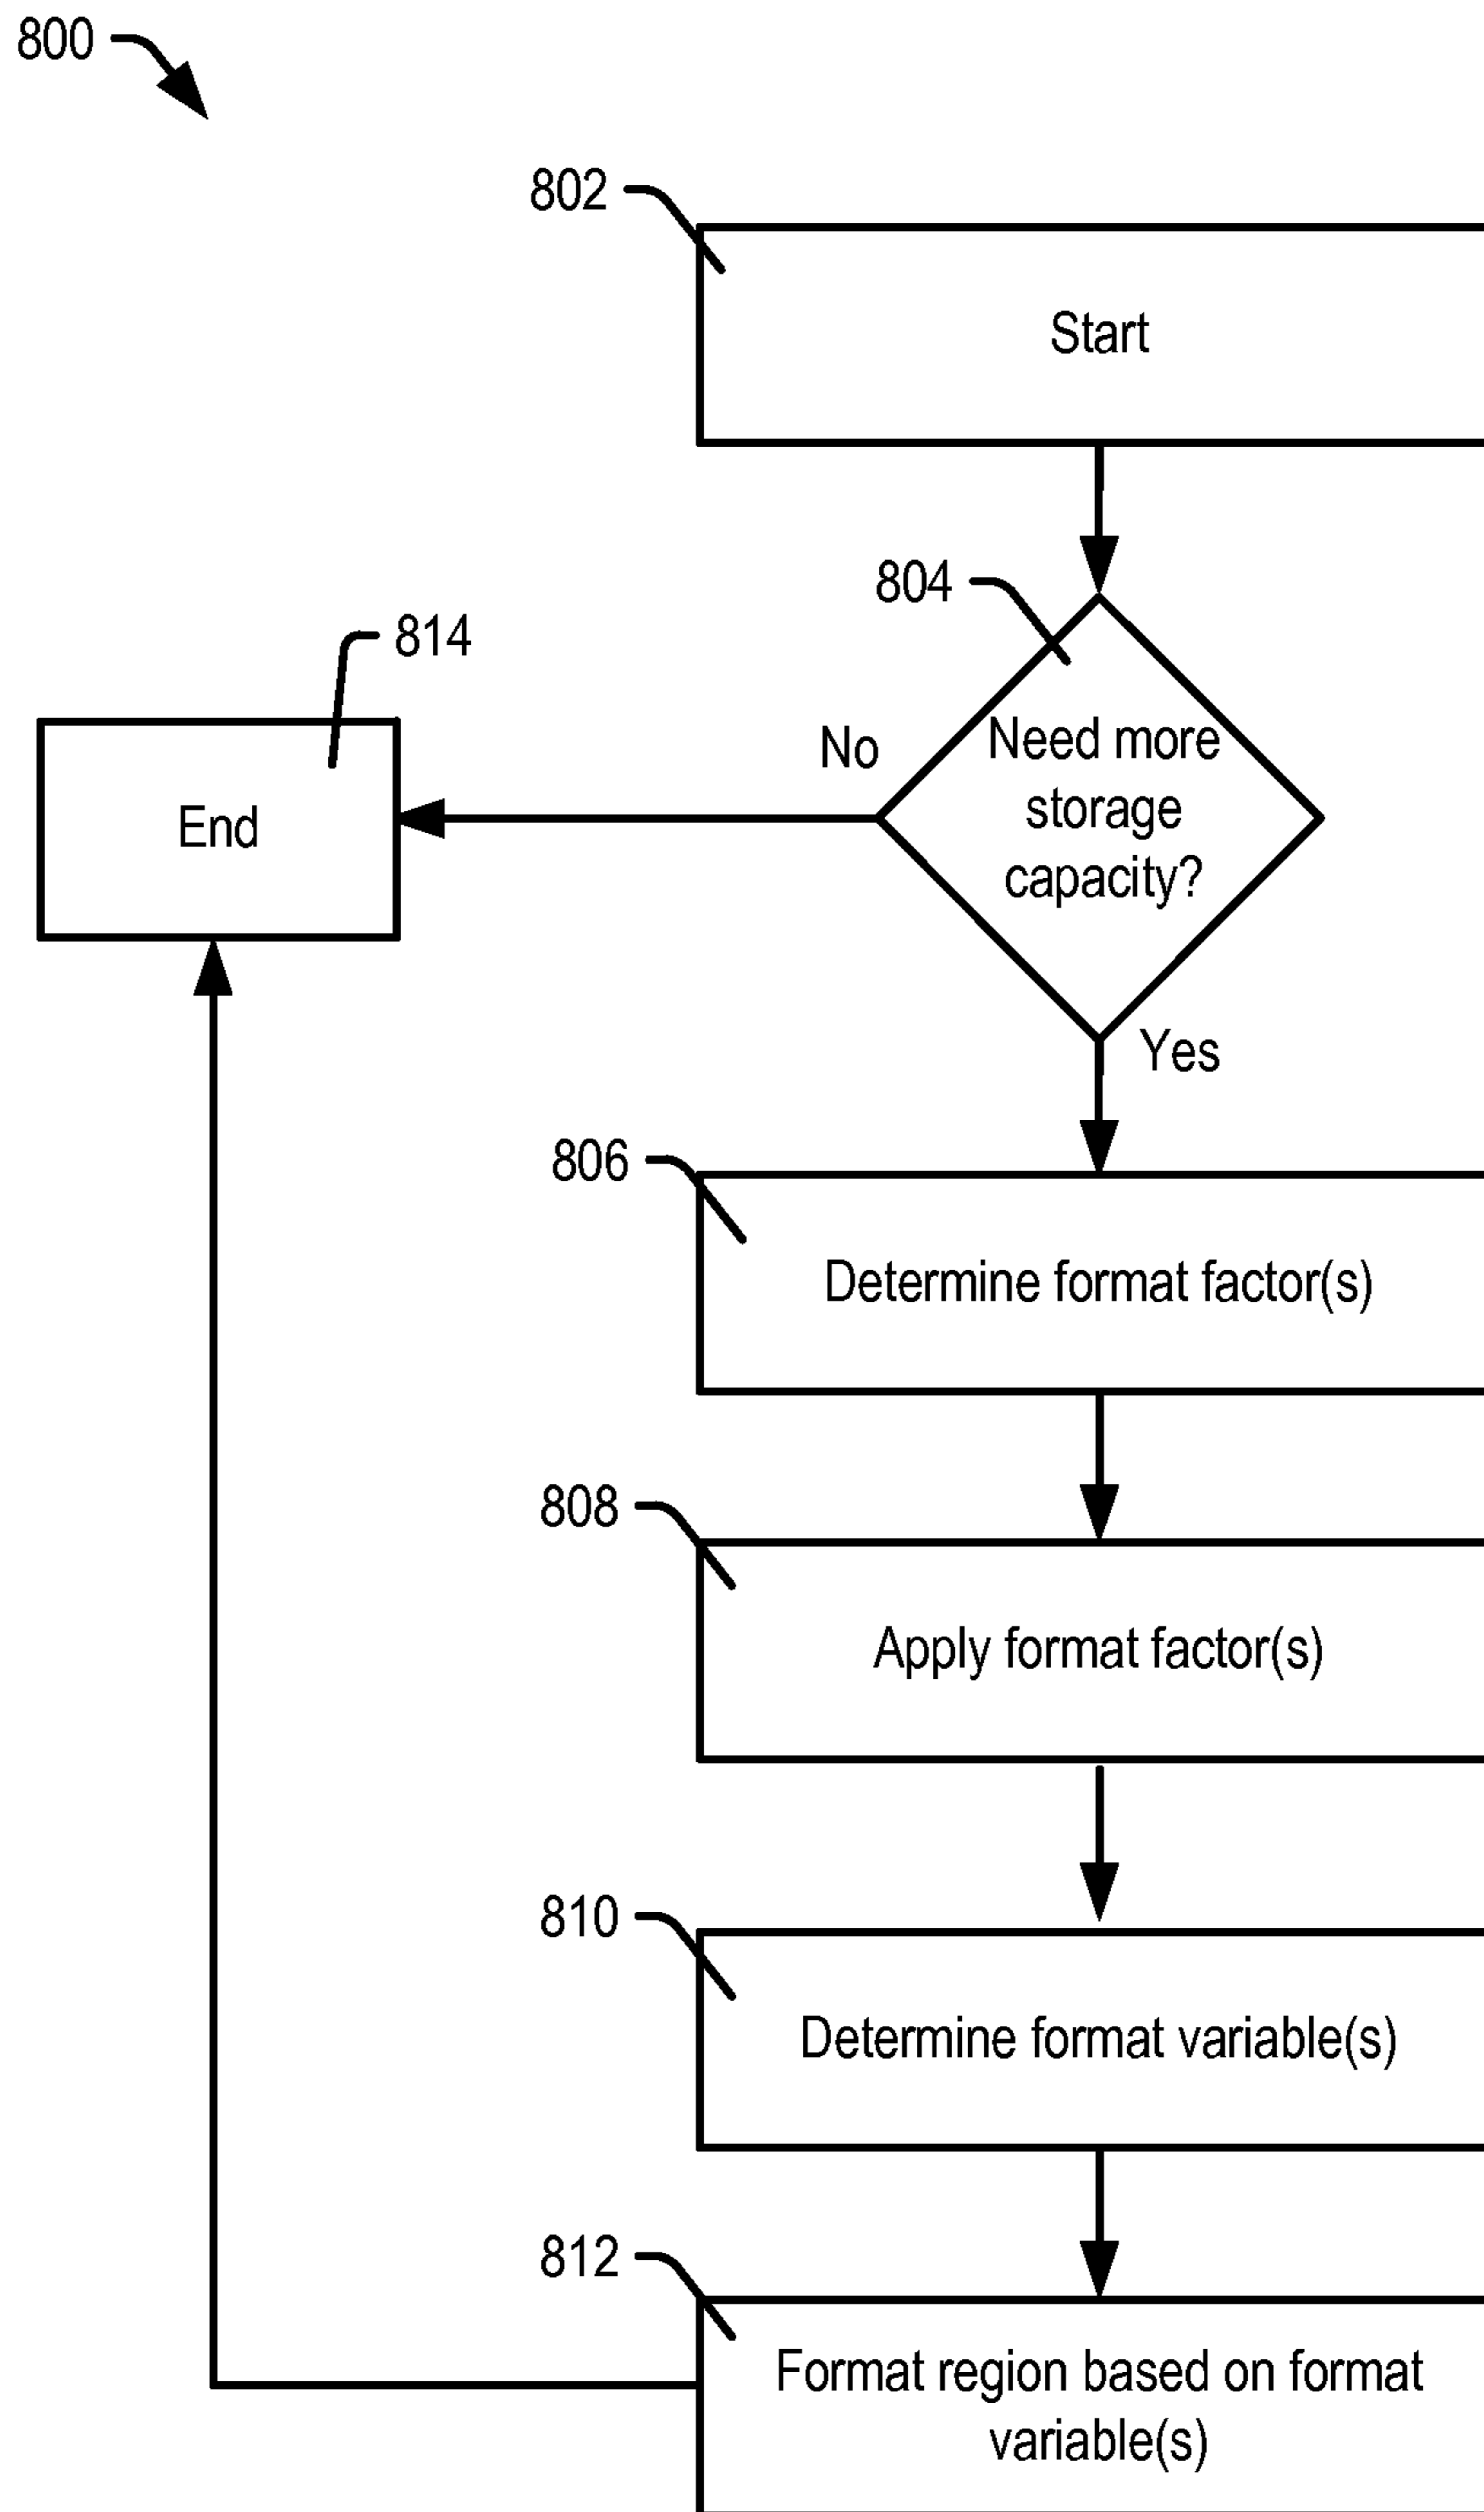 800
802
Start
804
814
No
Need more
storage
capacity?
End
Yes
806
Determine format factor(s)
808
Apply format factor(s)
810
Determine format variable(s)
812
Format region based on format
variable(s)